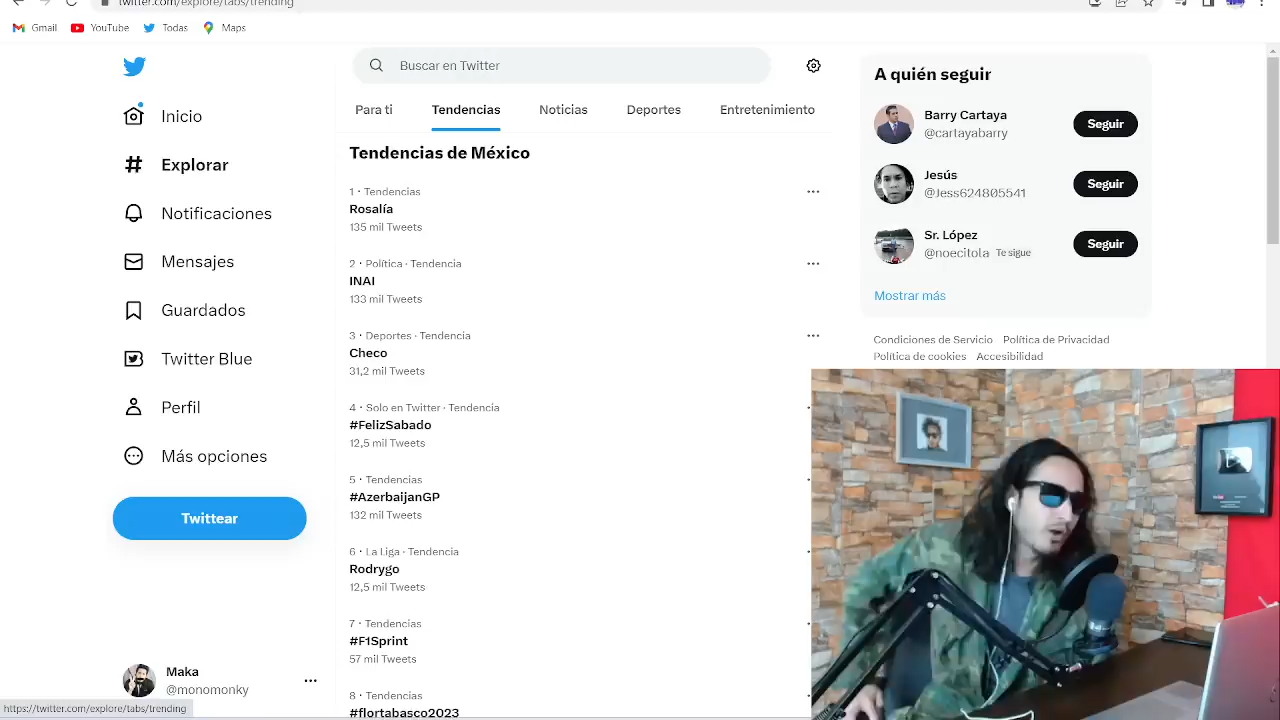 twitter.com/explore/tabs/trending
Gmail
YouTube
Todas
Maps
Inicio
Explorar
Notificaciones
Mensajes
Guardados
Twitter Blue
Perfil
Más opciones
Twittear
Maka
@monomonky
https://twitter.com/explore/tabs/trending
Buscar en Twitter
Para ti
Tendencias
Noticias
Deportes
Entretenimiento
Tendencias de México
1 · Tendencias
Rosalía
135 mil Tweets
2 · Política · Tendencia
INAI
133 mil Tweets
3 · Deportes · Tendencia
Checo
31,2 mil Tweets
4 · Solo en Twitter · Tendencia
#FelizSabado
12,5 mil Tweets
5 · Tendencias
#AzerbaijanGP
132 mil Tweets
6 · La Liga · Tendencia
Rodrygo
12,5 mil Tweets
7 · Tendencias
#F1Sprint
57 mil Tweets
8 · Tendencias
#flortabasco2023
A quién seguir
Barry Cartaya
@cartayabarry
Seguir
Jesús
@Jess624805541
Seguir
Sr. López
@noecitola Te sigue
Seguir
Mostrar más
Condiciones de Servicio Política de Privacidad
Política de cookies Accesibilidad